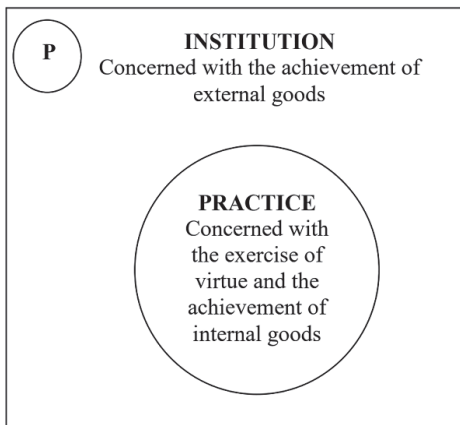 P
INSTITUTION
Concerned with the achievement of
external goods
PRACTICE
Concerned with
the exercise of
virtue and the
achievement of
internal goods